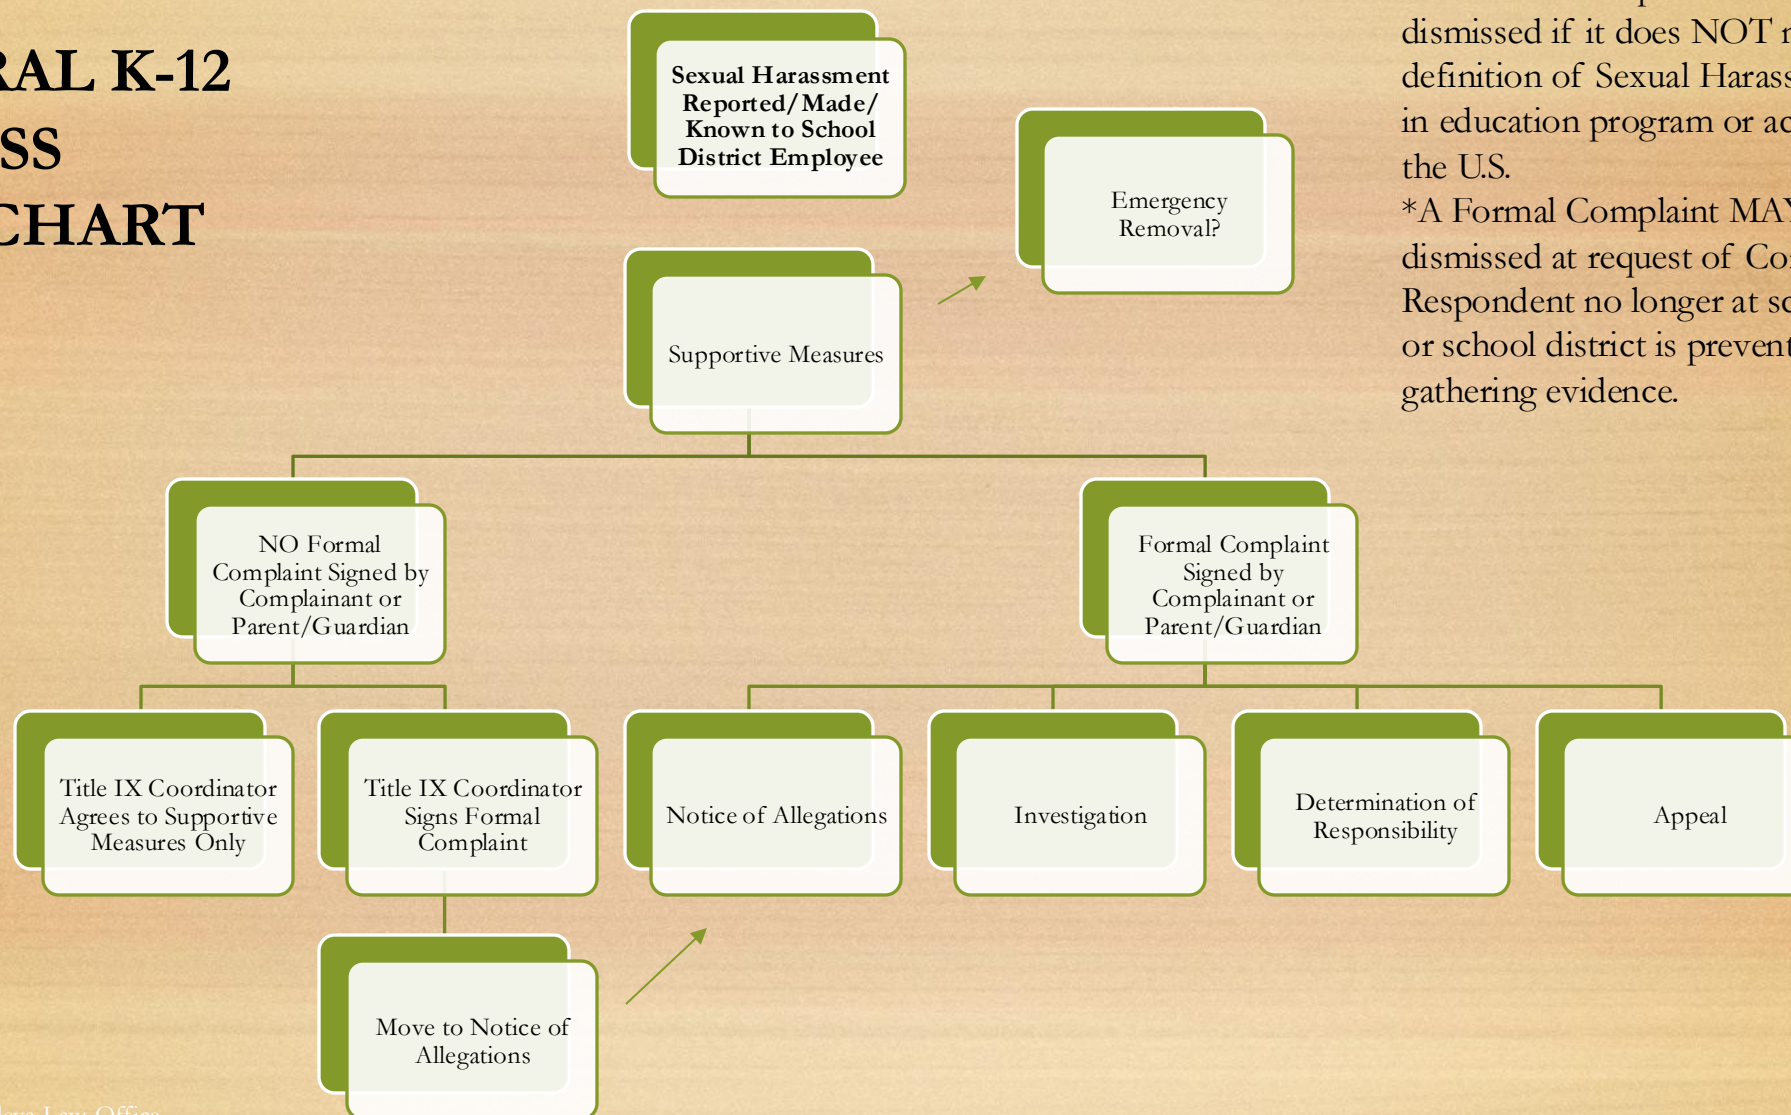 RAL K-12
SS
CHART
Sexual Harassment
Reported/Made/
Known to School
District Employee
Emergency
Removal?
dismissed if it does NOT
definition of Sexual Harass
in education program or ac
the U.S.
*A Formal Complaint MAY
dismissed at request of Co
Respondent no longer at sc
or school district is prevent
gathering evidence.
Supportive Measures
NO Formal
Complaint Signed by
Complainant or
Parent/Guardian
Formal Complaint
Signed by
Complainant or
Parent/Guardian
Title IX Coordinator
Agrees to Supportive
Measures Only
Title IX Coordinator
Signs Formal
Complaint
Notice of Allegations
Investigation
Determination of
Responsibility
Appeal
Move to Notice of
Allegations
Law Office